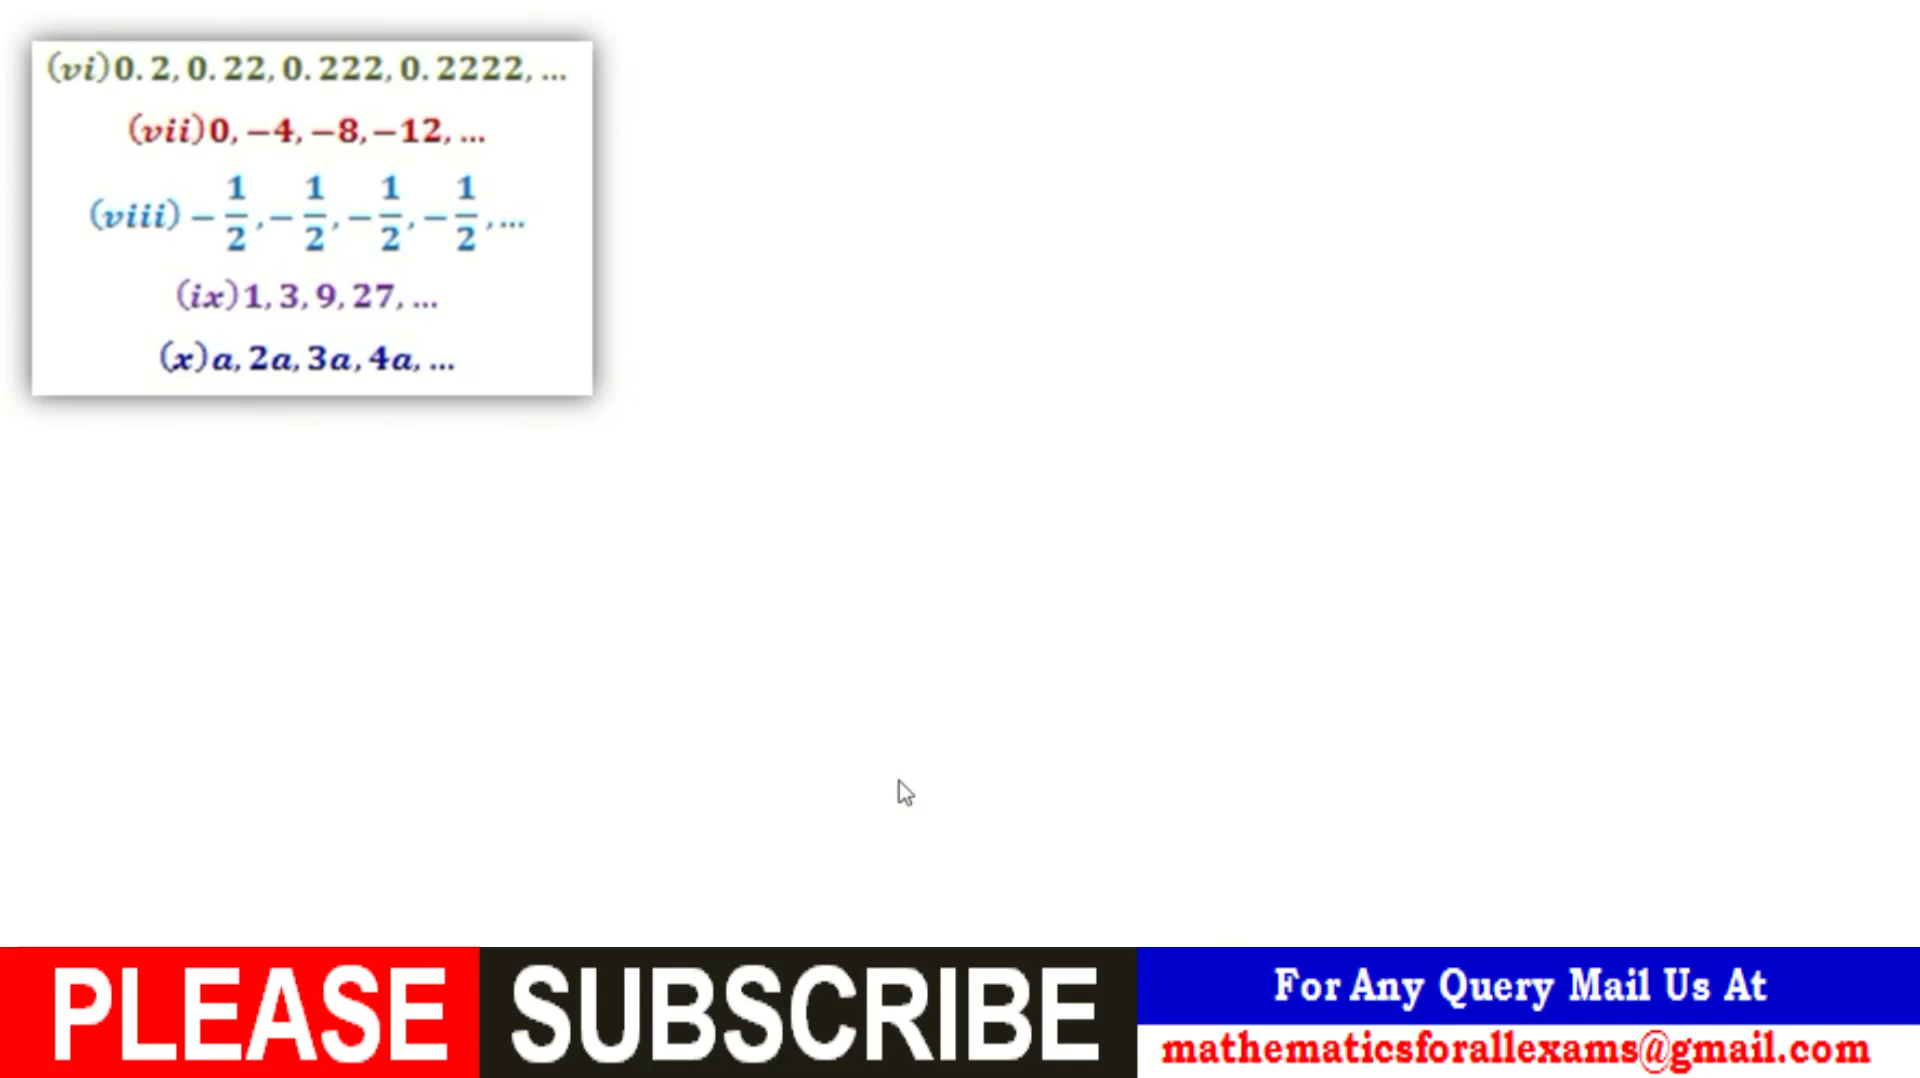 (vi)0.2, 0.22, 0.222, 0.2222, ...
(vii)0, −4, −8, −12, ...
(viii) − 1/2, − 1/2, − 1/2, − 1/2, ...
(ix)1, 3, 9, 27, ...
(x)a, 2a, 3a, 4a, ...
PLEASE SUBSCRIBE
For Any Query Mail Us At
mathematicsforallexams@gmail.com